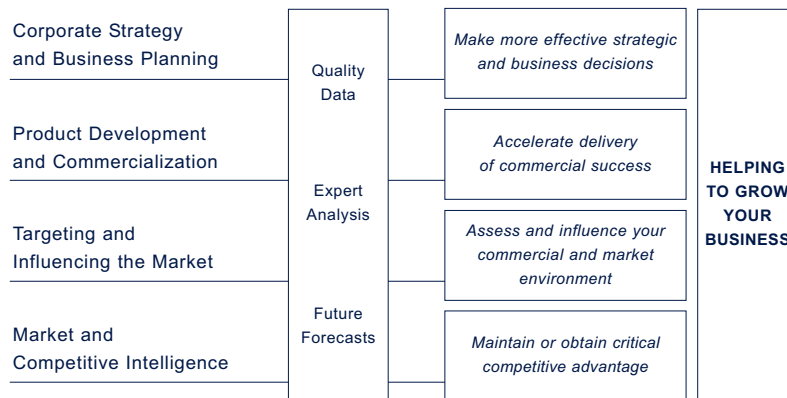 Corporate Strategy
and Business Planning
Product Development
and Commercialization
Targeting and
Influencing the Market
Market and
Competitive Intelligence
Quality
Data
Expert
Analysis
Future
Forecasts
Make more effective strategic
and business decisions
Accelerate delivery
of commercial success
Assess and influence your
commercial and market
environment
Maintain or obtain critical
competitive advantage
HELPING
TO GROW
YOUR
BUSINESS